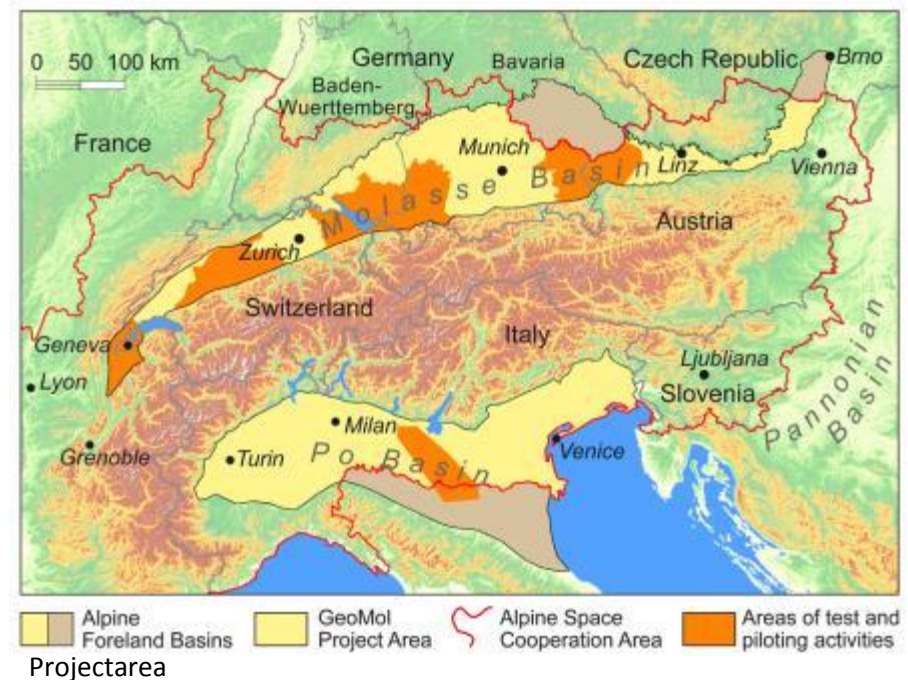 0 50 100 km
Germany
Bavaria
Czech Republic
Brno
Baden-
Wuerttemberg
France
Munich
Linz
Vienna
Molasse Basin
Austria
Zurich
Switzerland
Italy
Geneva
Ljubljana
Lyon
Slovenia
Pannonian
Basin
Milan
Grenoble
Turin
Po Basin
Venice
Alpine
Foreland Basins
GeoMol
Project Area
Alpine Space
Cooperation Area
Areas of test and
piloting activities
Projectarea